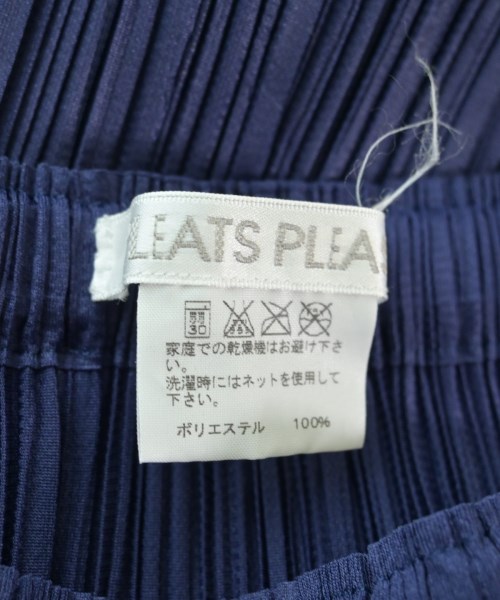 LEATS PLEA
弱
30
家庭での乾燥機はお避け下さ
い。
洗濯時にはネットを使用して
下さい。
ポリエステル 100%